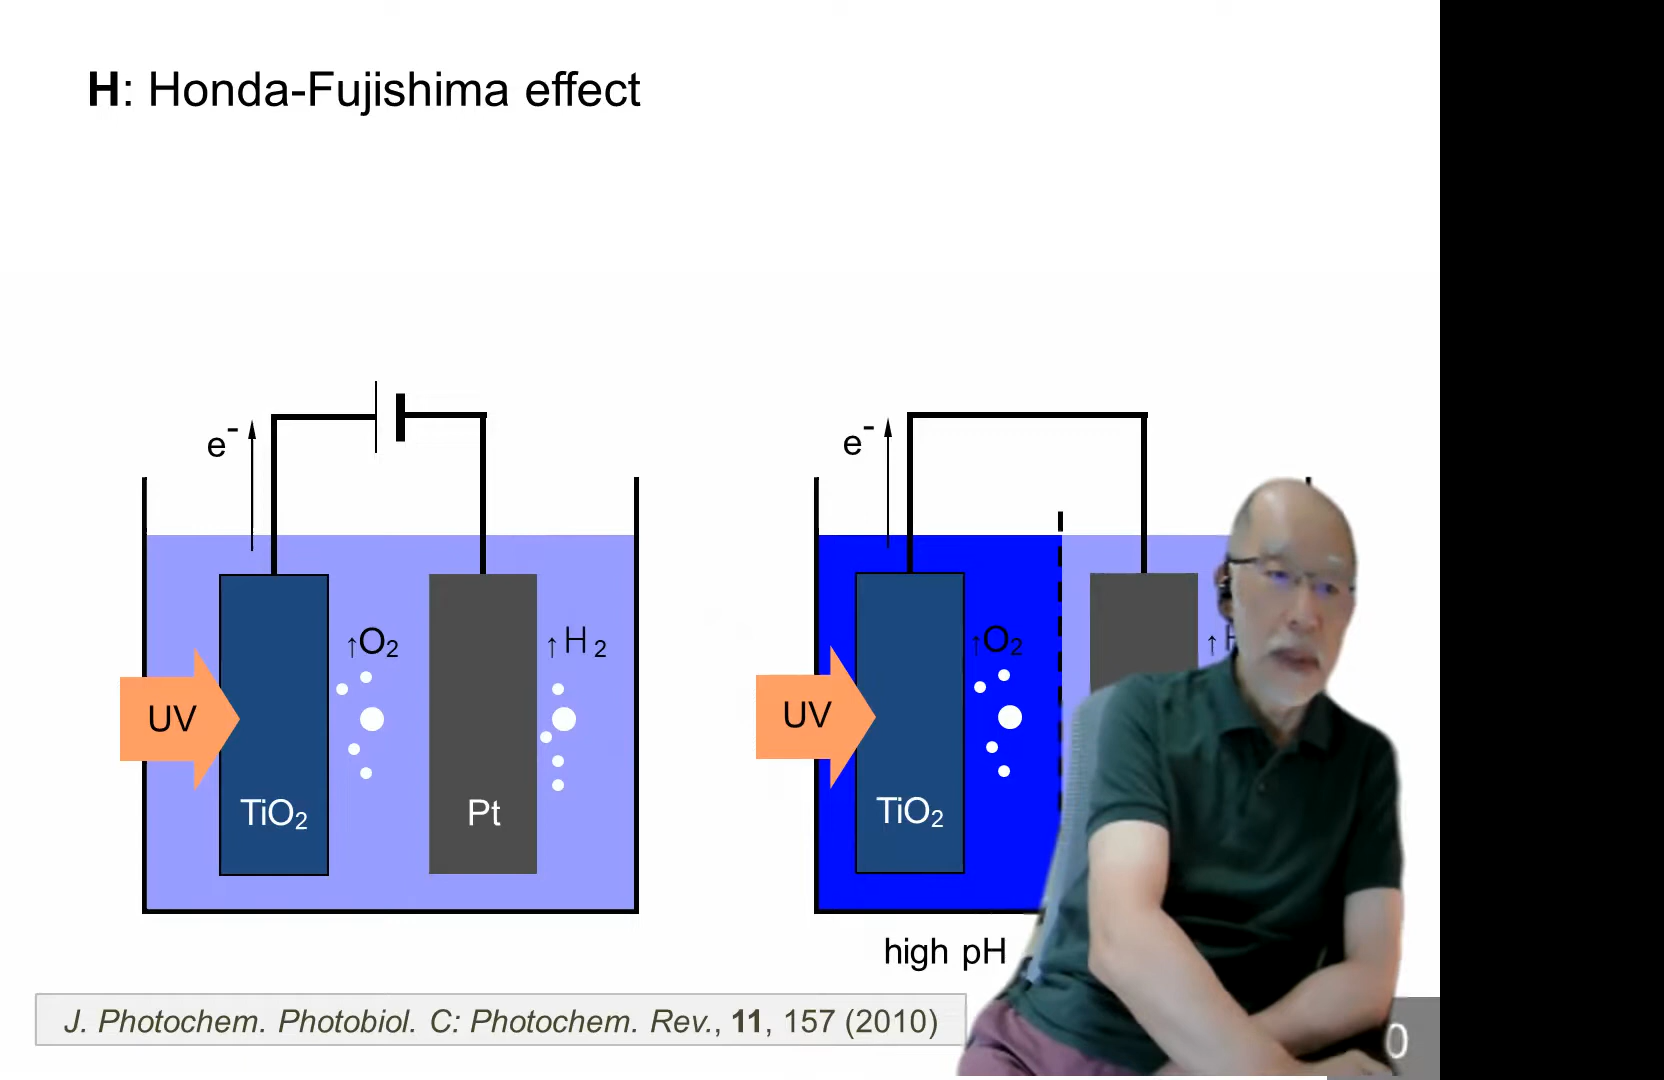 H: Honda-Fujishima effect
e⁻
↑O₂
↑H₂
UV
TiO₂
Pt
e⁻
↑O₂
↑H
UV
TiO₂
high pH
J. Photochem. Photobiol. C: Photochem. Rev., 11, 157 (2010)
0